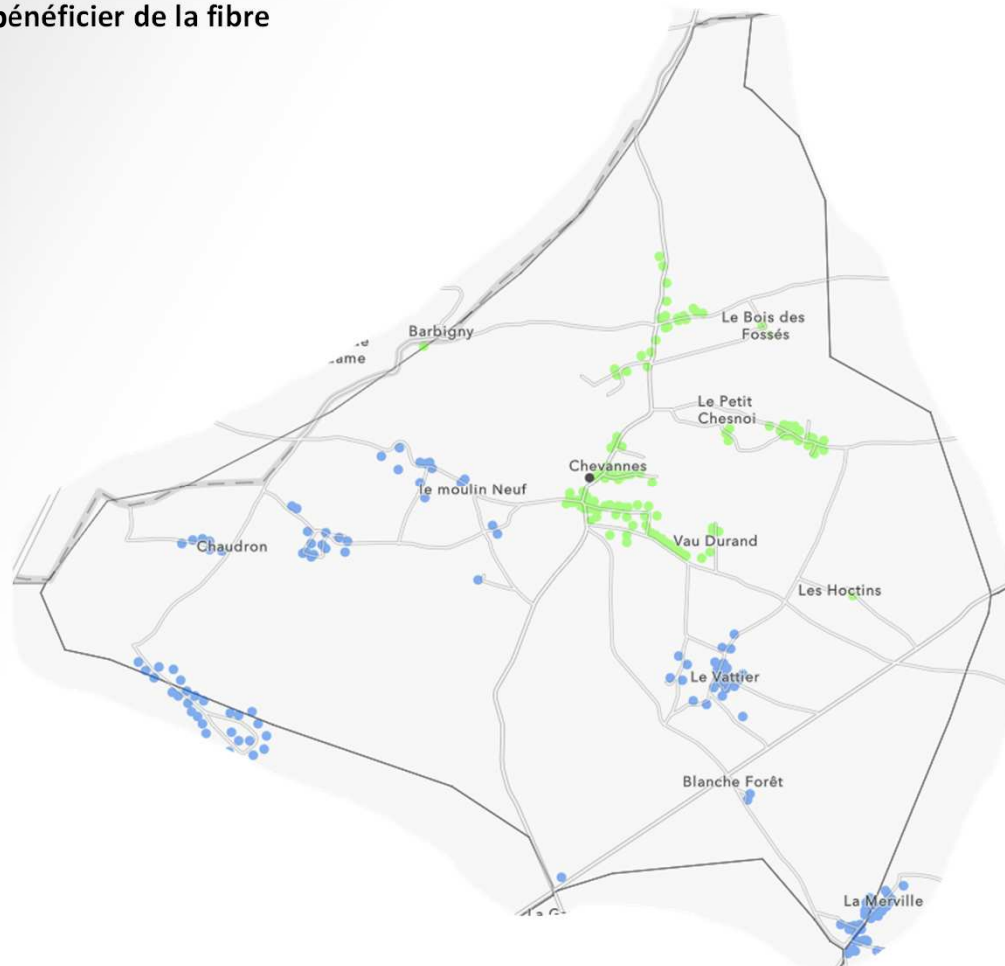 bénéficier de la fibre
Le Bois des
Fossés
Barbigny
Le Petit
Chesnoi
Chevannes
le moulin Neuf
Vau Durand
Chaudron
Les Hoctins
Le Vattier
Blanche Forêt
La Merville